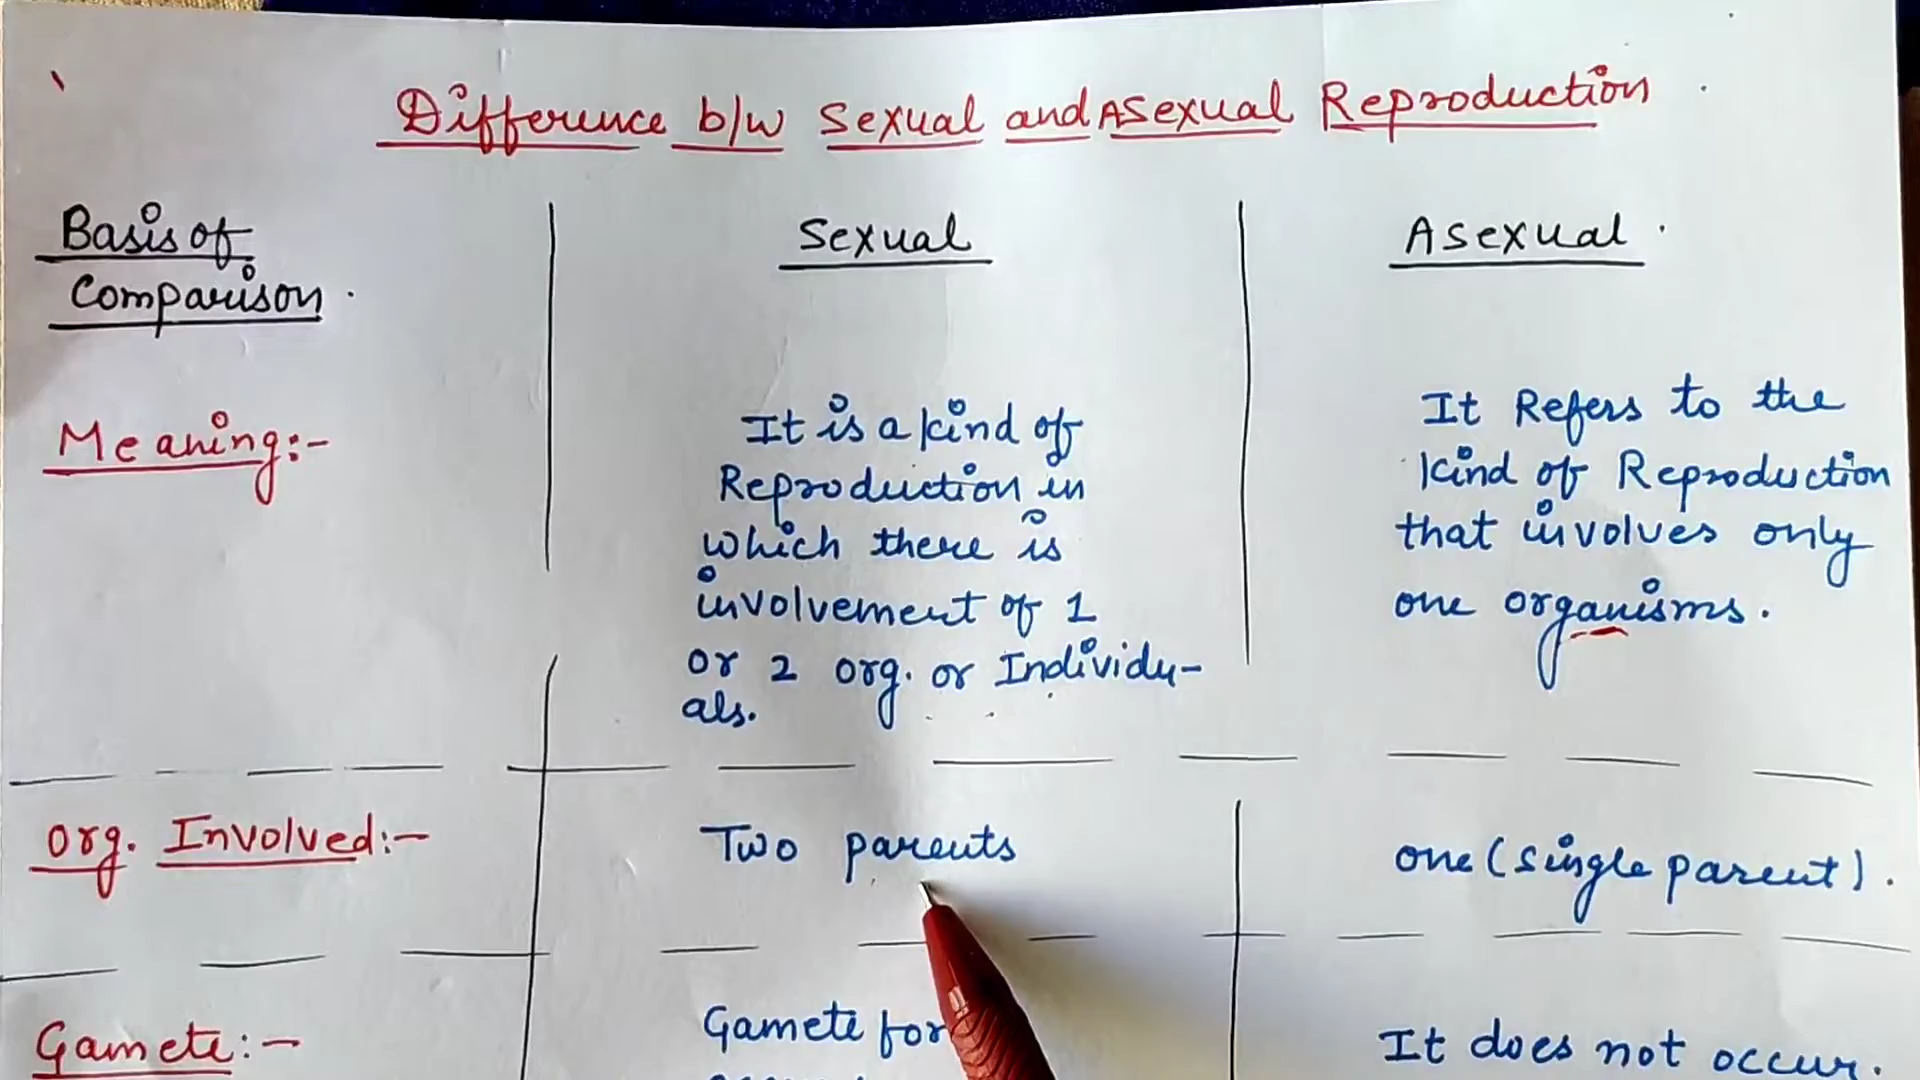 Difference b/w Sexual and Asexual Reproduction
Basis of
Comparison.
Sexual
Asexual.
Meaning:-
It is a kind of
Reproduction in
which there is
involvement of 1
or 2 org. or Individu-
als.
It Refers to the
kind of Reproduction
that involves only
one organisms.
Org. Involved:-
Two parents
one (single parent).
Gamete:-
Gamete for
It does not occur.